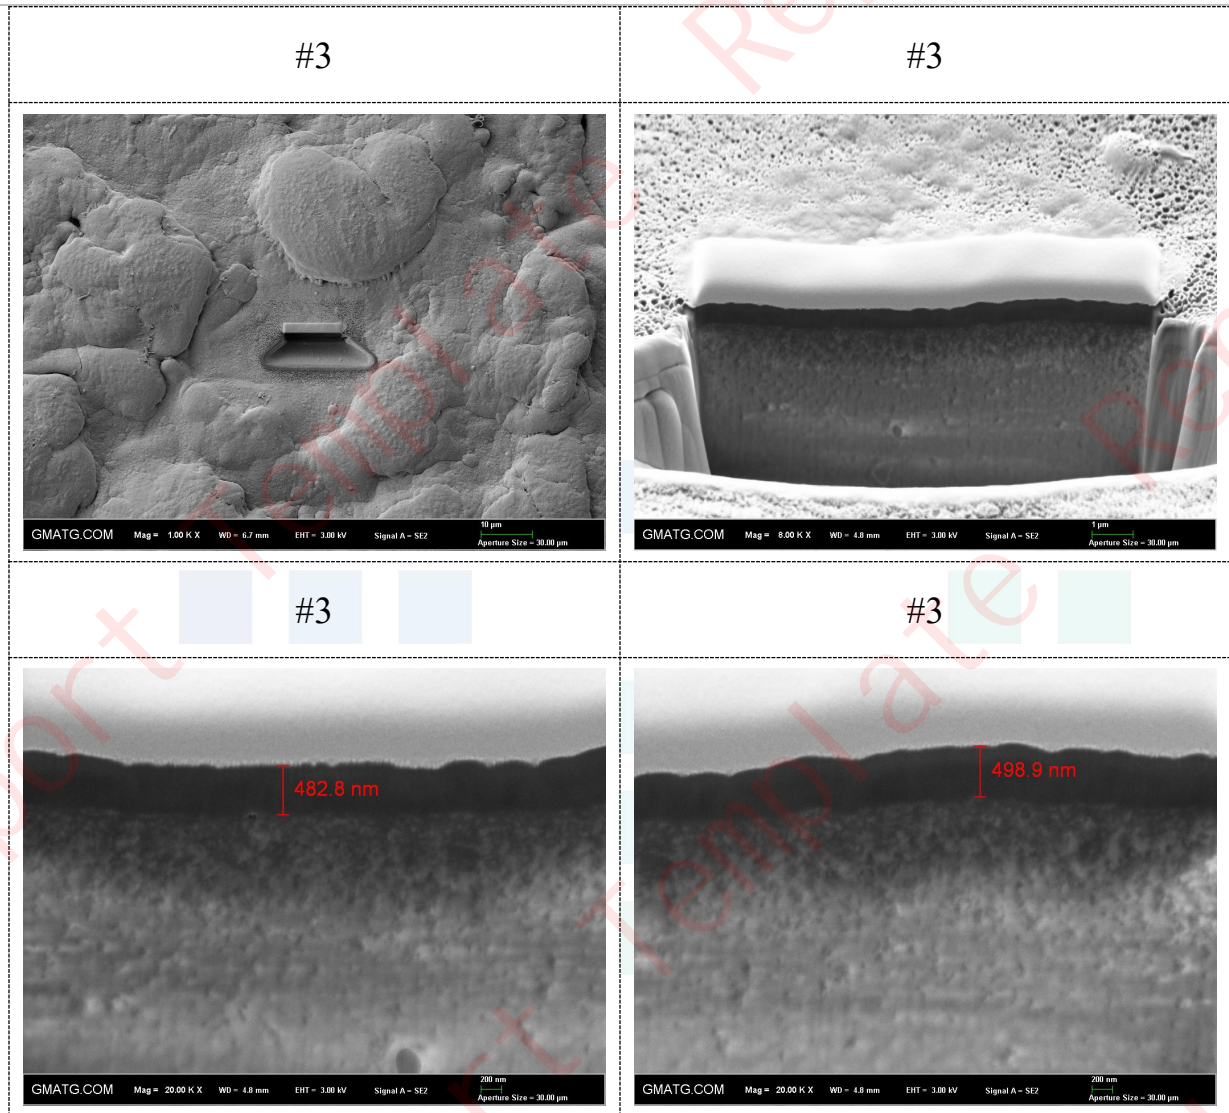 #3
#3
GMATG.COM Mag = 1.00 K X WD = 6.7 mm EHT = 3.00 kV Signal A = SE2 10 µm Aperture Size = 30.00 µm
GMATG.COM Mag = 8.00 K X WD = 4.8 mm EHT = 3.00 kV Signal A = SE2 1 µm Aperture Size = 30.00 µm
#3
#3
482.8 nm
498.9 nm
GMATG.COM Mag = 20.00 K X WD = 4.8 mm EHT = 3.00 kV Signal A = SE2 200 nm Aperture Size = 30.00 µm
GMATG.COM Mag = 20.00 K X WD = 4.8 mm EHT = 3.00 kV Signal A = SE2 200 nm Aperture Size = 30.00 µm
port Template Re
Template Rep